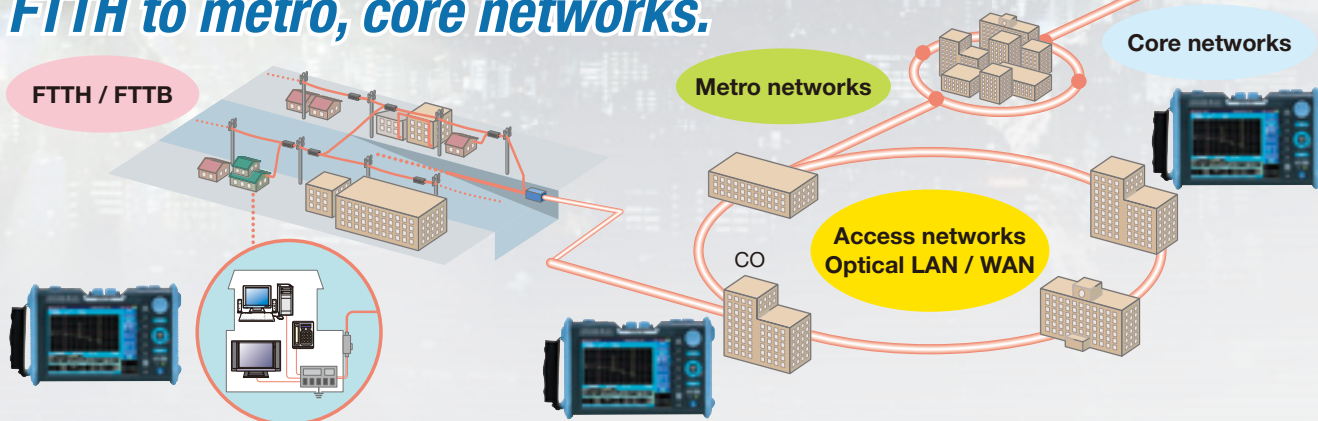 FTTH to metro, core networks.
FTTH / FTTB
Metro networks
Core networks
Access networks
Optical LAN / WAN
CO